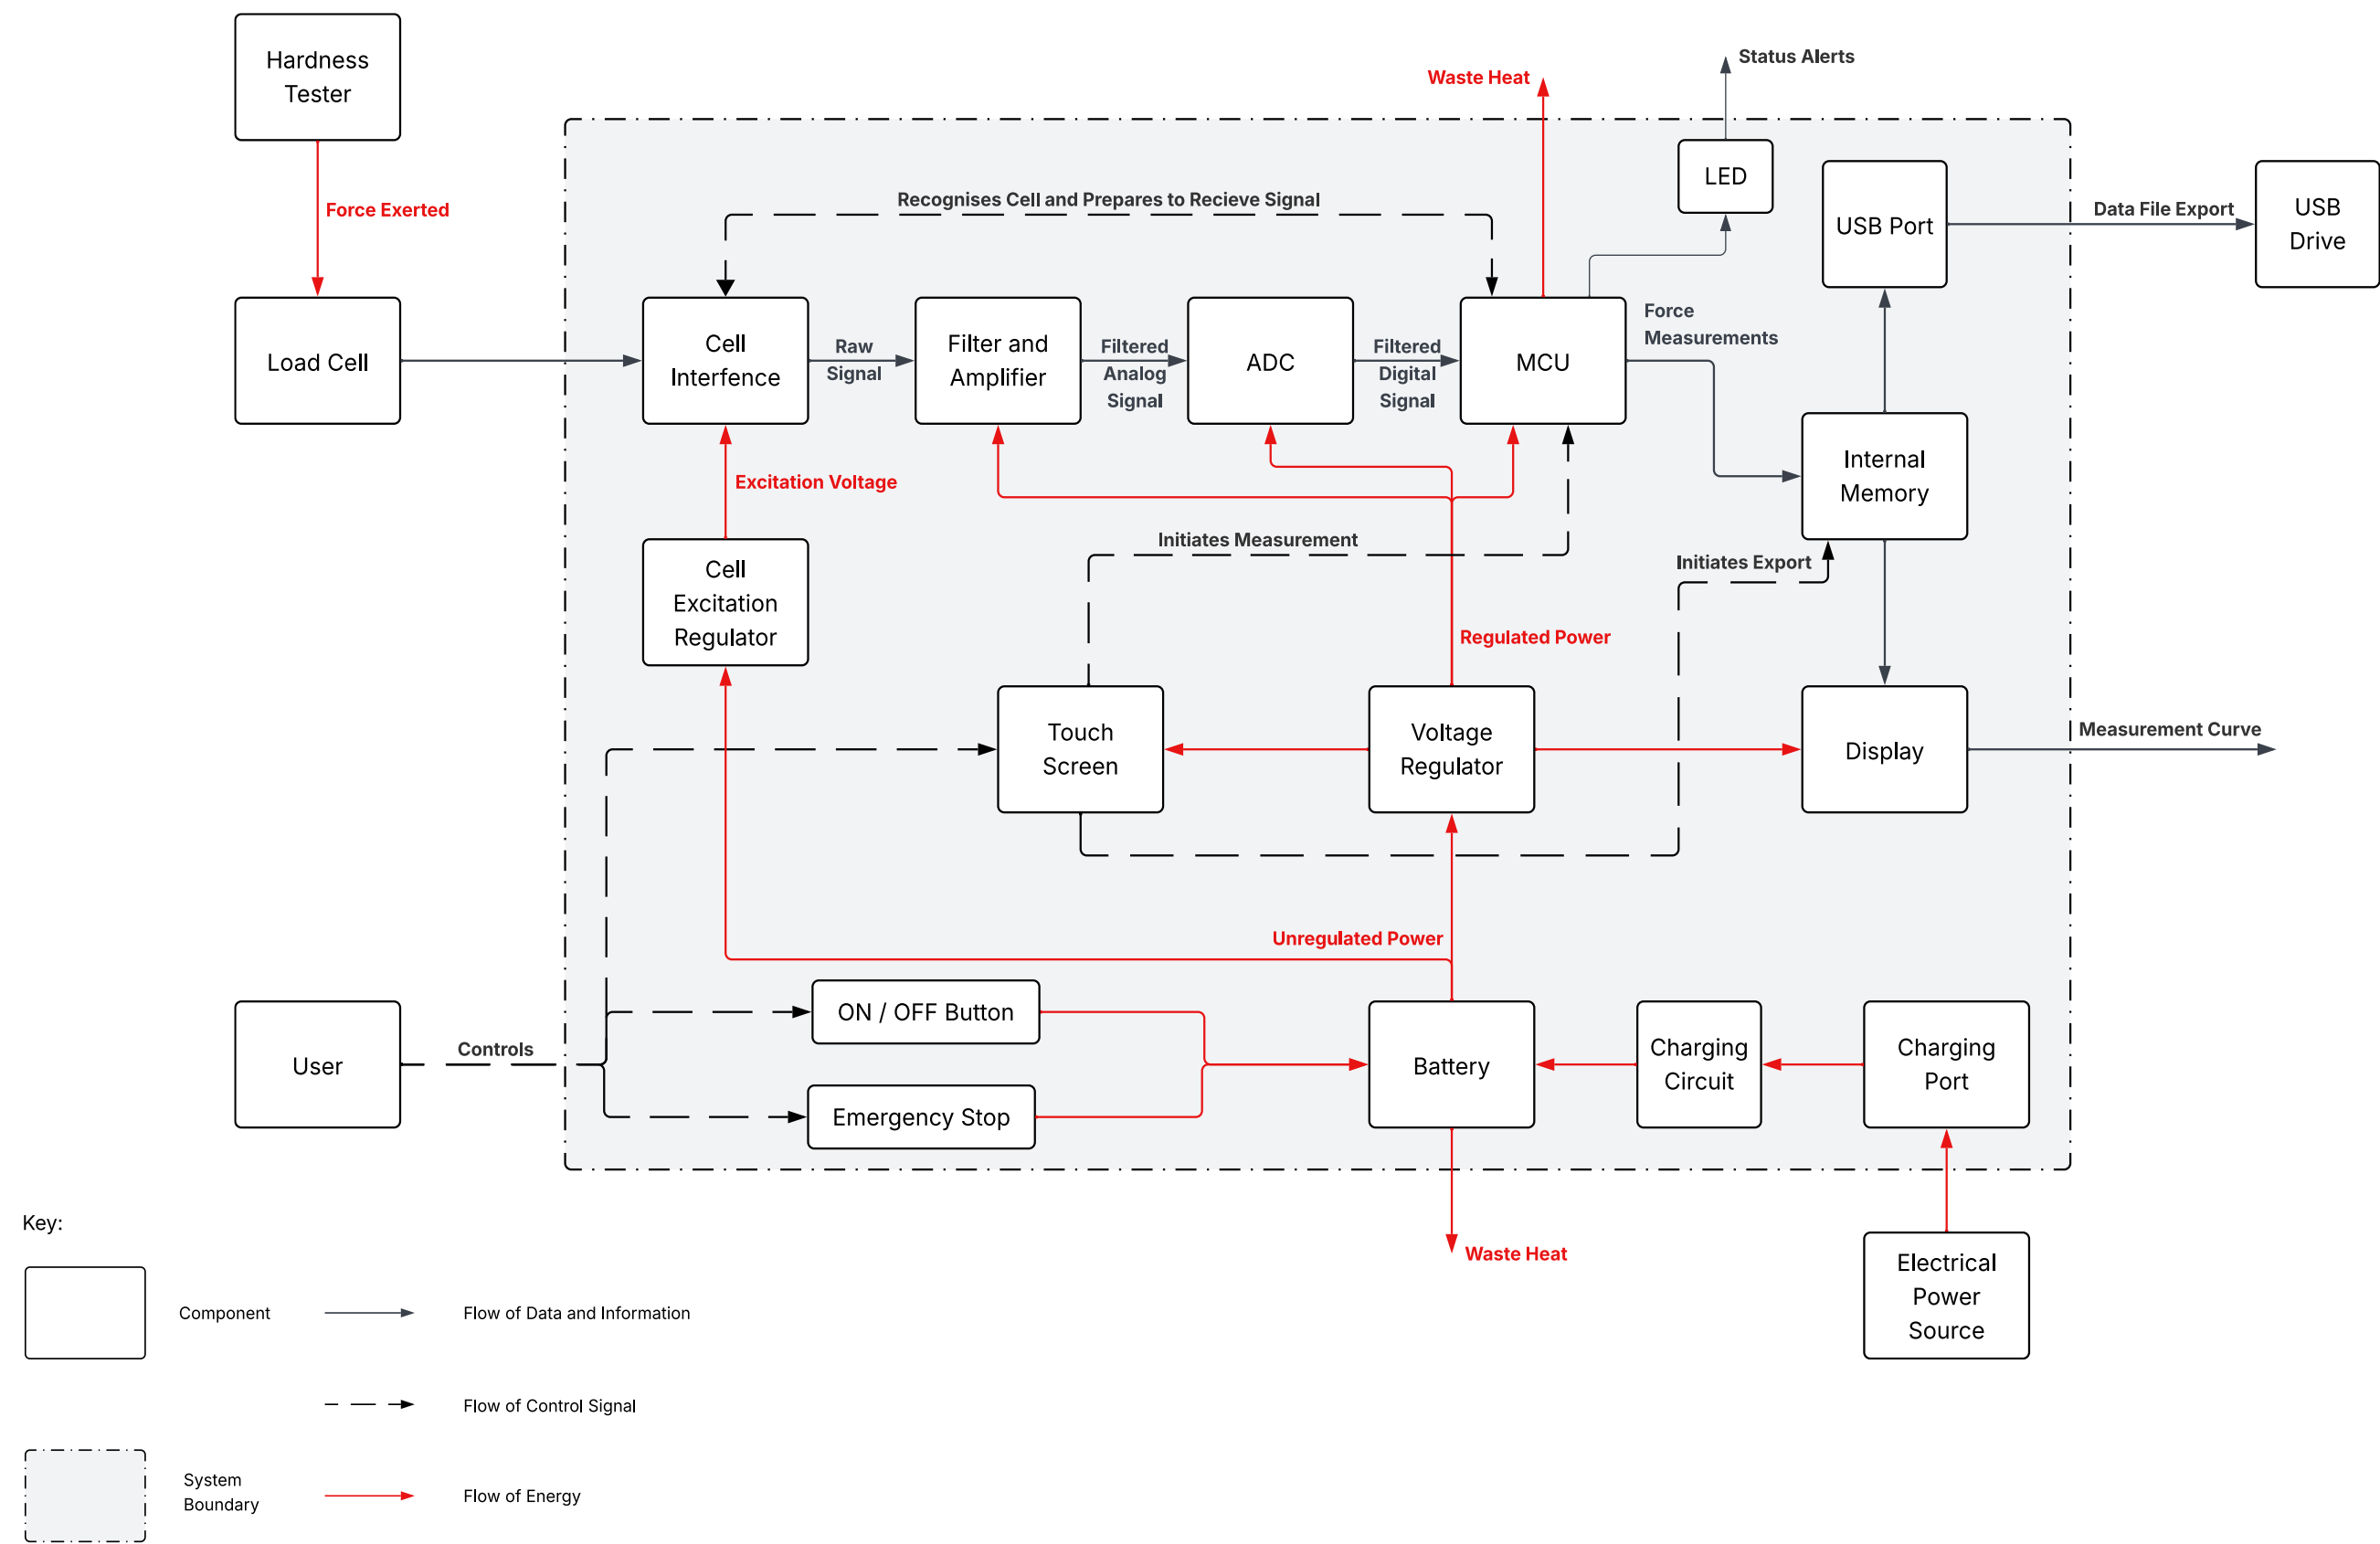 Hardness
Tester
Status Alerts
Waste Heat
LED
Force Exerted
Recognises Cell and Prepares to Recieve Signal
USB Port
Data File Export
USB
Drive
Load Cell
Cell
Interfence
Raw
Signal
Filter and
Amplifier
Filtered
Analog
Signal
ADC
Filtered
Digital
Signal
MCU
Force
Measurements
Internal
Memory
Excitation Voltage
Initiates Measurement
Initiates Export
Cell
Excitation
Regulator
Regulated Power
Touch
Screen
Voltage
Regulator
Display
Measurement Curve
Unregulated Power
User
Controls
ON / OFF Button
Emergency Stop
Battery
Charging
Circuit
Charging
Port
Waste Heat
Electrical
Power
Source
Key:
Component
Flow of Data and Information
Flow of Control Signal
System
Boundary
Flow of Energy